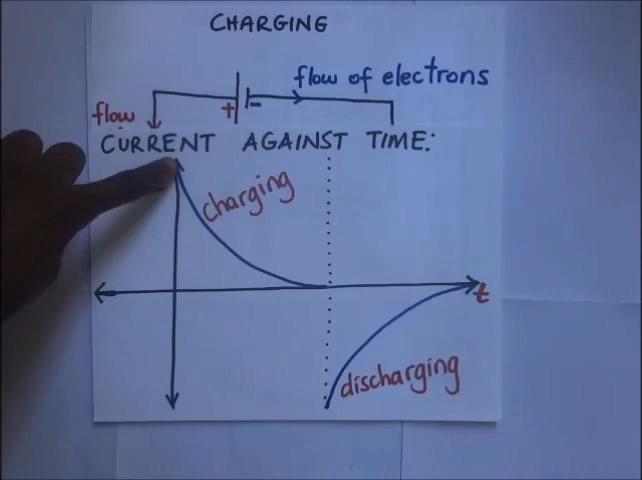 CHARGING
flow of electrons
flow
+ -
CURRENT AGAINST TIME:
charging
t
discharging